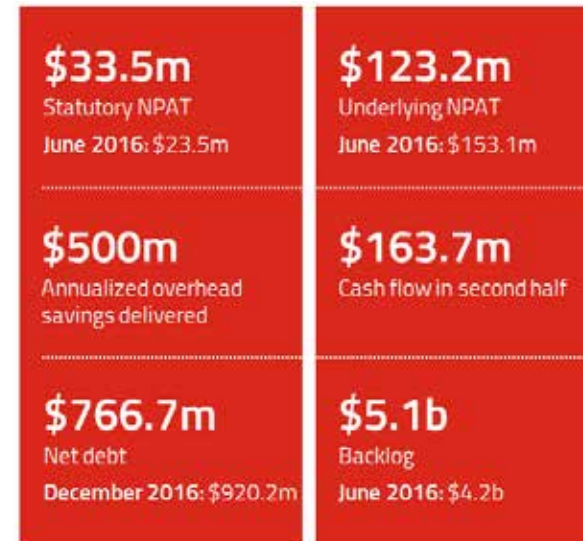 $33.5m
Statutory NPAT
June 2016: $23.5m
$500m
Annualized overhead
savings delivered
$766.7m
Net debt
December 2016: $920.2m
$123.2m
Underlying NPAT
June 2016: $153.1m
$163.7m
Cash flow in second half
$5.1b
Backlog
June 2016: $4.2b